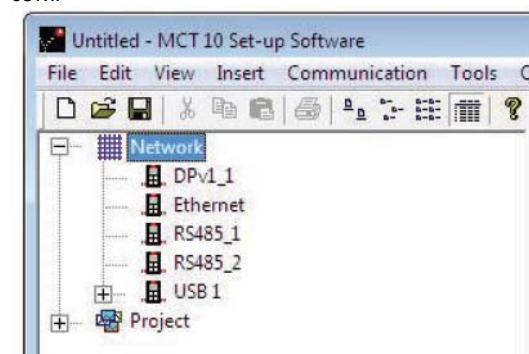 Untitled - MCT 10 Set-up Software
File Edit View Insert Communication Tools
Network
DPv1_1
Ethernet
RS485_1
RS485_2
USB 1
Project